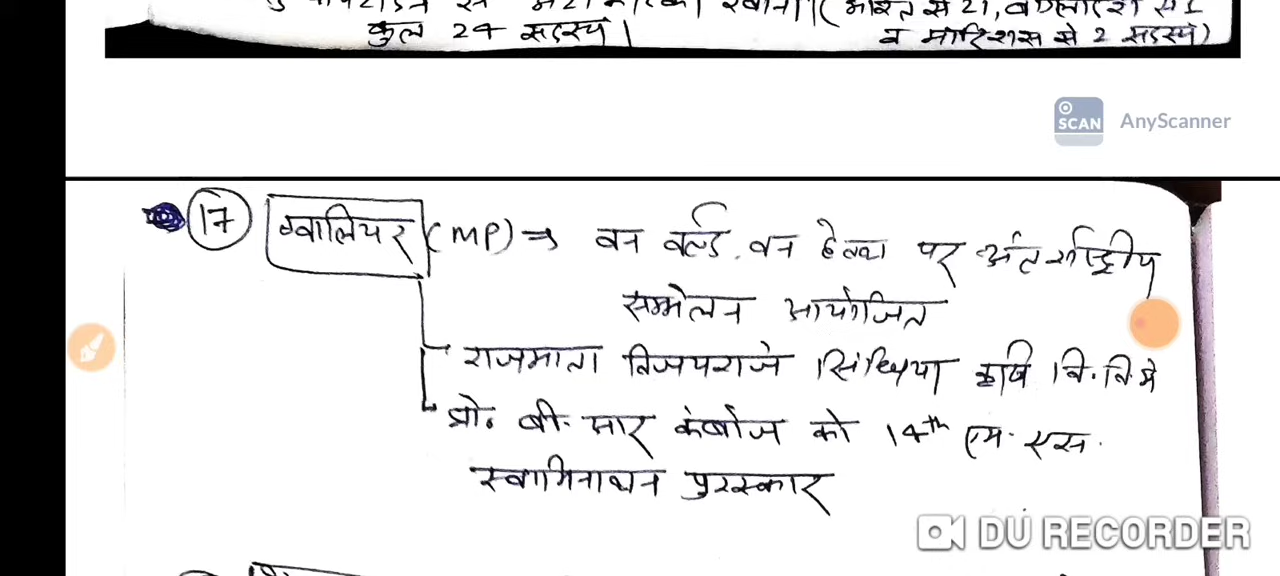 कुल 24 सदस्य।
व मॉरिशस से 2 सदस्य)
SCAN AnyScanner
17 ग्वालियर (MP) ⇒ वन वर्ल्ड वन हेल्थ पर अंतर्राष्ट्रीय
सम्मेलन आयोजित
राजमाता विजयराजे सिंधिया कृषि वि.वि. मे
प्रो. बी. आर कंबोज को 14th एम. एस.
स्वामिनाथन पुरस्कार
DU RECORDER